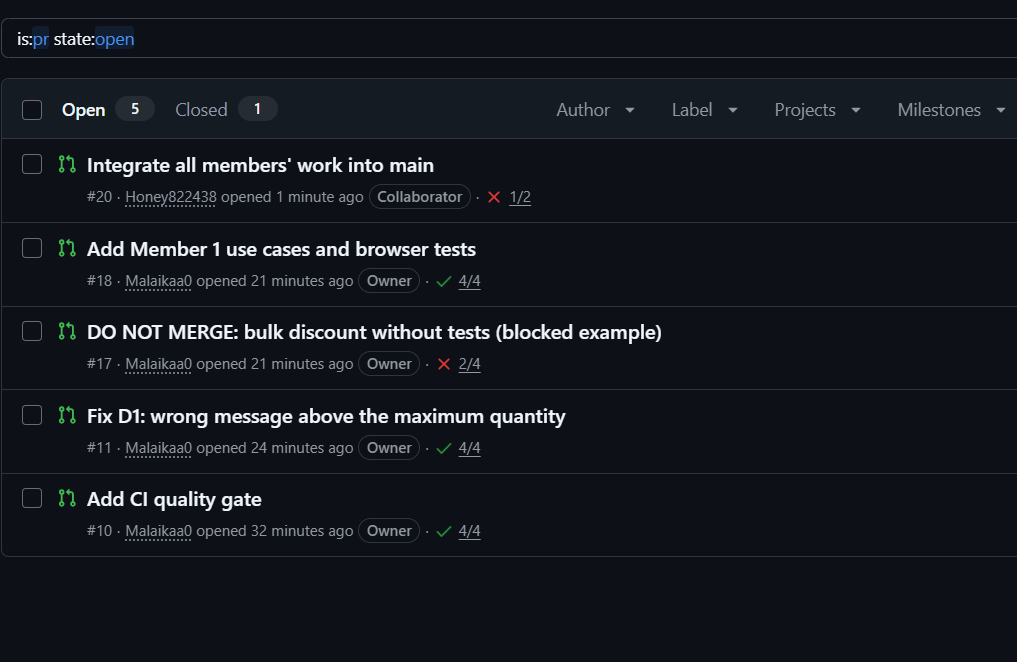 is:pr state:open
Open 5 Closed 1 Author Label Projects Milestones
Integrate all members' work into main
#20 · Honey822438 opened 1 minute ago Collaborator · 1/2
Add Member 1 use cases and browser tests
#18 · Malaikaa0 opened 21 minutes ago Owner · 4/4
DO NOT MERGE: bulk discount without tests (blocked example)
#17 · Malaikaa0 opened 21 minutes ago Owner · 2/4
Fix D1: wrong message above the maximum quantity
#11 · Malaikaa0 opened 24 minutes ago Owner · 4/4
Add CI quality gate
#10 · Malaikaa0 opened 32 minutes ago Owner · 4/4